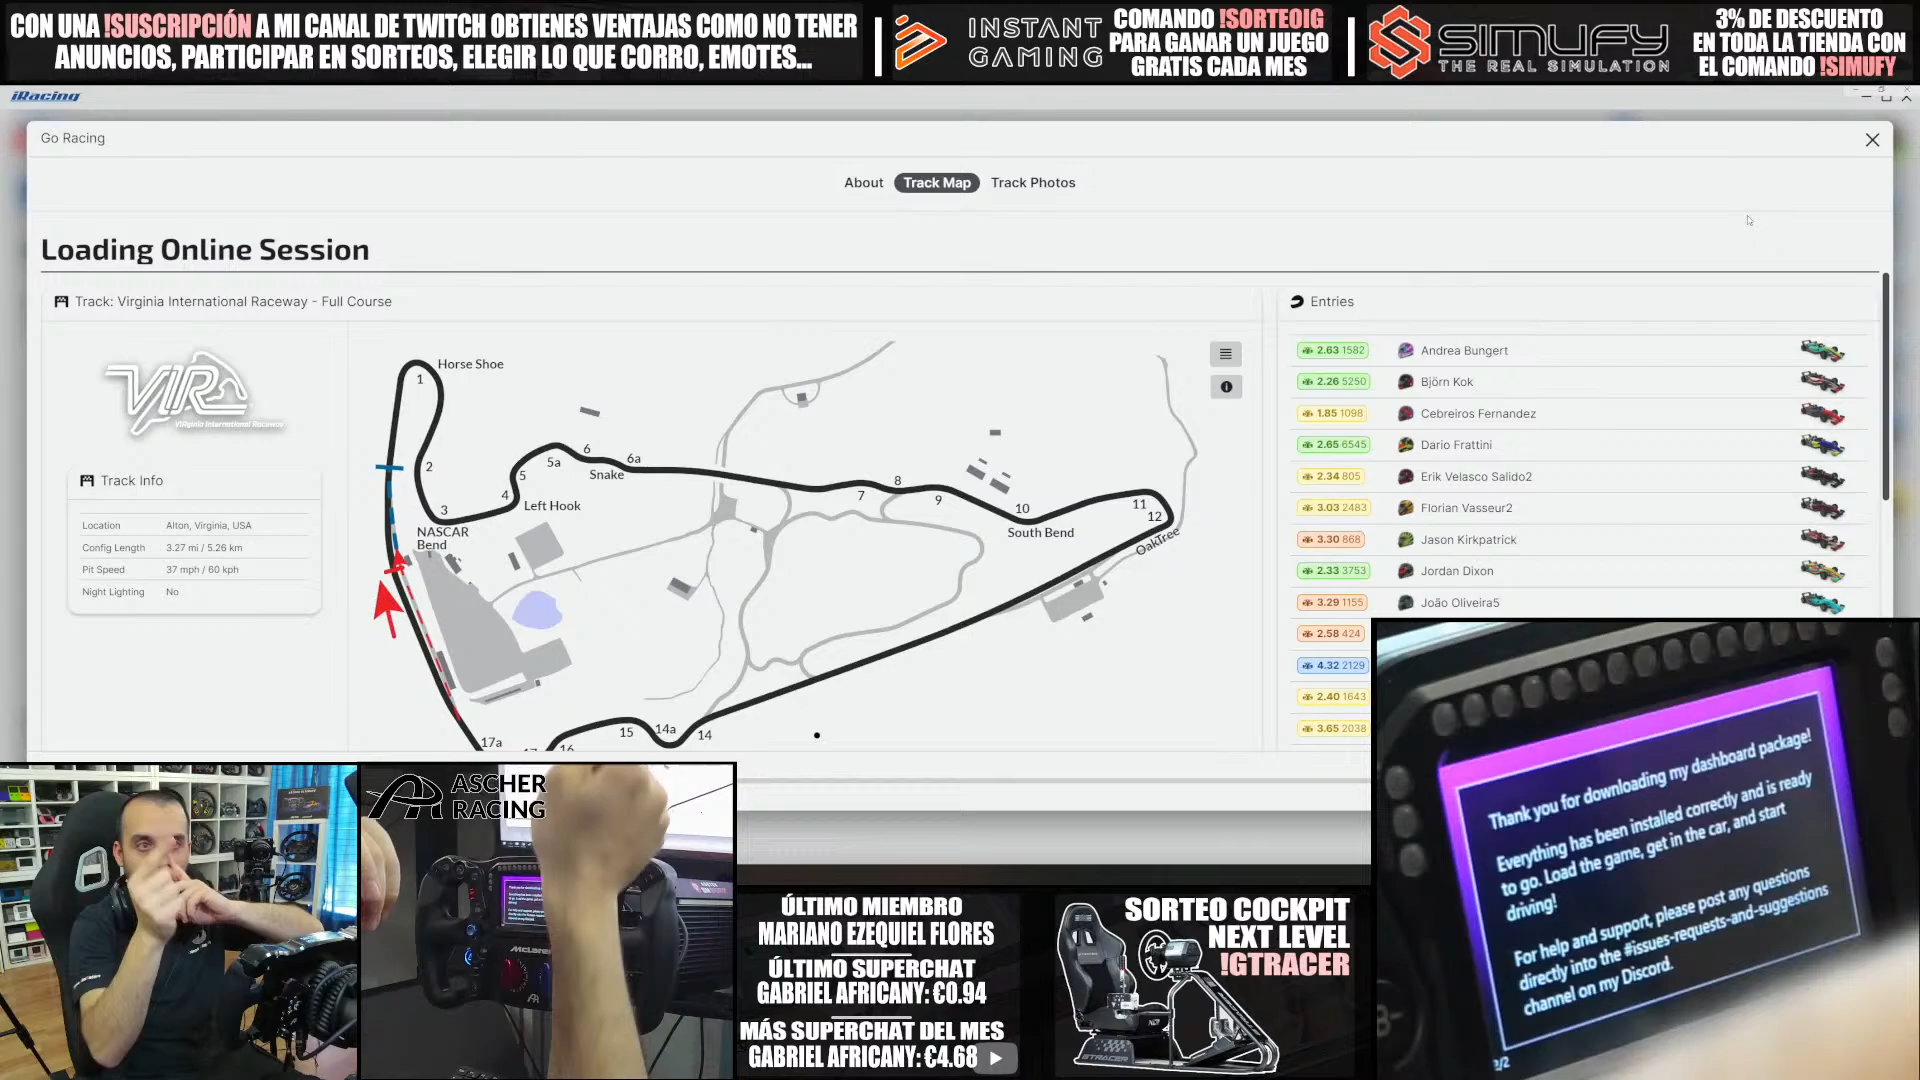 CON UNA !SUSCRIPCIÓN A MI CANAL DE TWITCH OBTIENES VENTAJAS COMO NO TENER
ANUNCIOS, PARTICIPAR EN SORTEOS, ELEGIR LO QUE CORRO, EMOTES...
INSTANT
GAMING
COMANDO !SORTEOIG
PARA GANAR UN JUEGO
GRATIS CADA MES
SIMUFY
THE REAL SIMULATION
3% DE DESCUENTO
EN TODA LA TIENDA CON
EL COMANDO !SIMUFY
iRacing
Go Racing
About
Track Map
Track Photos
Loading Online Session
Track: Virginia International Raceway - Full Course
VIR
VIRginia International Raceway
Track Info
Location Alton, Virginia, USA
Config Length 3.27 mi / 5.26 km
Pit Speed 37 mph / 60 kph
Night Lighting No
Horse Shoe
1
2
3
NASCAR
Bend
4
Left Hook
5
5a
6
Snake
6a
7
8
9
10
South Bend
11
12
OakTree
14
14a
15
16
17a
Entries
2.63 1582 Andrea Bungert
2.26 5250 Björn Kok
1.85 1098 Cebreiros Fernandez
2.65 6545 Dario Frattini
2.34 805 Erik Velasco Salido2
3.03 2483 Florian Vasseur2
3.30 868 Jason Kirkpatrick
2.33 3753 Jordan Dixon
3.29 1155 João Oliveira5
2.58 424
4.32 2129
2.40 1643
3.65 2038
ASCHER
RACING
McLaren
ÚLTIMO MIEMBRO
MARIANO EZEQUIEL FLORES
ÚLTIMO SUPERCHAT
GABRIEL AFRICANY: €0.94
MÁS SUPERCHAT DEL MES
GABRIEL AFRICANY: €4.68
SORTEO COCKPIT
NEXT LEVEL
!GTRACER
GTRACER
Thank you for downloading my dashboard package!
Everything has been installed correctly and is ready
to go. Load the game, get in the car, and start
driving!
For help and support, please post any questions
directly into the #issues-requests-and-suggestions
channel on my Discord.
2/2